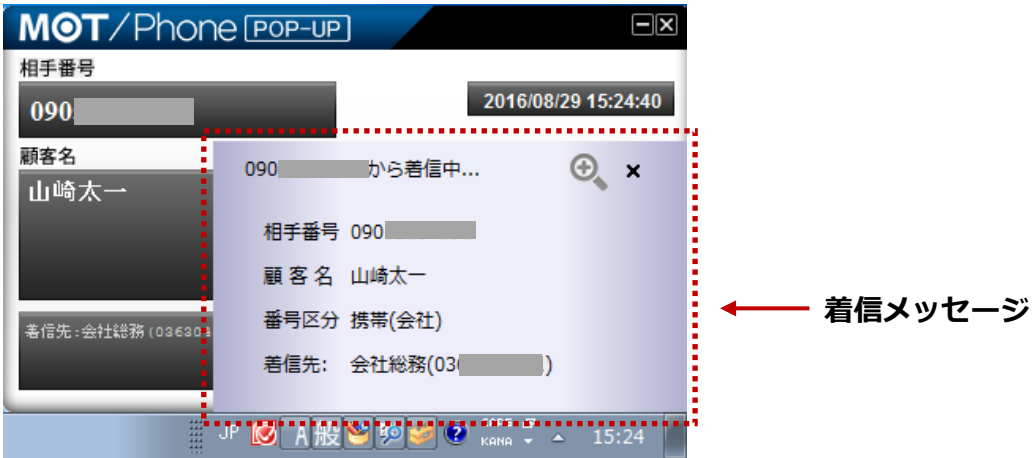 MOT/Phone POP-UP
相手番号
090
2016/08/29 15:24:40
顧客名
山崎太一
着信先:会社総務(03630
090 から着信中...
相手番号 090
顧客名 山崎太一
番号区分 携帯(会社)
着信先: 会社総務(03 )
着信メッセージ
JP A 般 KANA 15:24